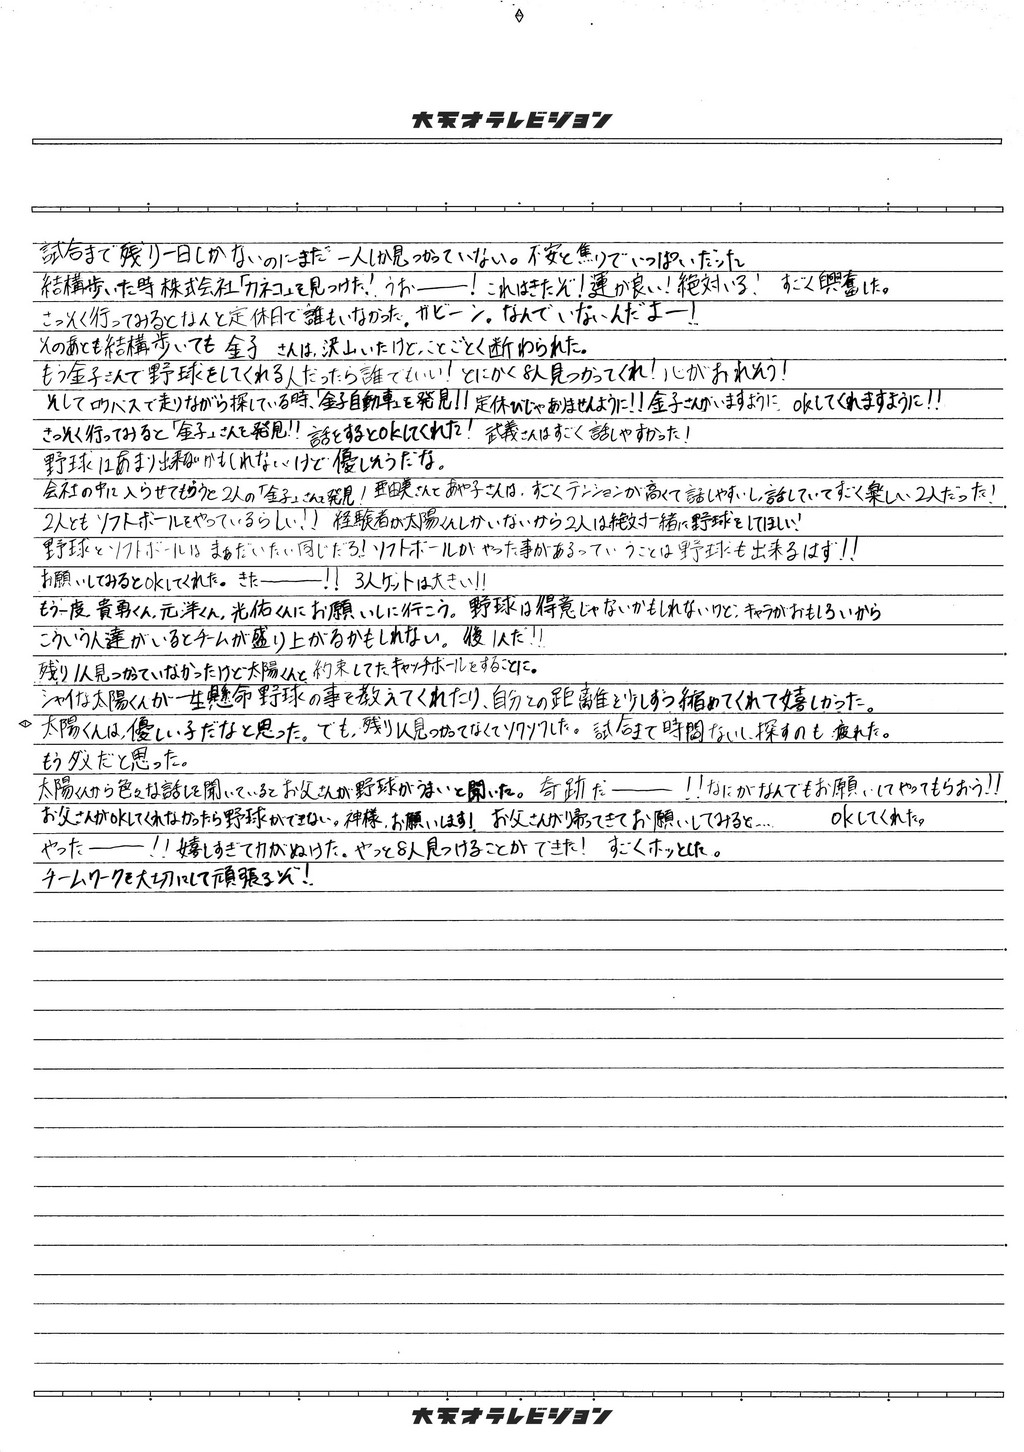 大天才テレビジョン
試合まで残り一日しかないのにまだ一人しか見つかっていない。不安と焦りでいっぱいだった
結構歩いた時株式会社「カネコ」を見つけた!うおー!これはきたぞ!運が良い!絶対いる! すごく興奮した。
さっそく行ってみるとなんと定休日で誰もいなかった。ガビーン。なんでいないんだよー!
そのあとも結構歩いても 金子 さんは、沢山いたけど、ことごとく断わられた。
もう金子さんで野球をしてくれる人だったら誰でもいい!とにかく8人見つかってくれ!心がおれそう!
そしてロケバスで走りながら探している時、「金子自動車」を発見!!定休びじゃありませんように!!金子さんがいますように okしてくれますように!!
さっそく行ってみると「金子」さんを発見!! 話をするとokしてくれた! 武義さんはすごく話しやすかった!
野球はあまり出来ないかもしれないけど優しそうだな。
会社の中に入らせてもらうと2人の「金子」さんを発見! 亜由美さんとあや子さんは、すごくテンションが高くて話しやすいし、話していてすごく楽しい2人だった!
2人ともソフトボールをやっているらしい!! 経験者が太陽くんしかいないから2人は絶対一緒に野球をしてほしい!
野球とソフトボールはまぁだいたい同じだろ!ソフトボールがやった事があるっていうことは野球も出来るはず!!
お願いしてみるとokしてくれた。きたー!! 3人ゲットは大きい!!
もう一度、貴勇くん、元洋くん、光佑くんにお願いしに行こう。野球は得意じゃないかもしれないけど、キャラがおもしろいから
こういう人達がいるとチームが盛り上がるかもしれない。後1人だ!!
残り1人見つかっていなかったけど太陽くんと約束してたキャッチボールをすることに。
シャイな太陽くんが一生懸命野球の事を教えてくれたり、自分との距離を少しずつ縮めてくれて嬉しかった。
太陽くんは、優しい子だなと思った。でも、残り1人見つかってなくてソワソワした。試合まで時間ないし、探すのも疲れた。
もうダメだと思った。
太陽くんから色々な話しを聞いているとお父さんが野球がうまいと聞いた。奇跡だー!!なにがなんでもお願いしてやってもらおう!!
お父さんがokしてくれなかったら野球ができない。神様、お願いします! お父さんが帰ってきてお願いしてみると… okしてくれた。
やったー!!嬉しすぎて力がぬけた。やっと8人見つけることができた! すごくホッとした。
チームワークを大切にして頑張るぞ!
大天才テレビジョン